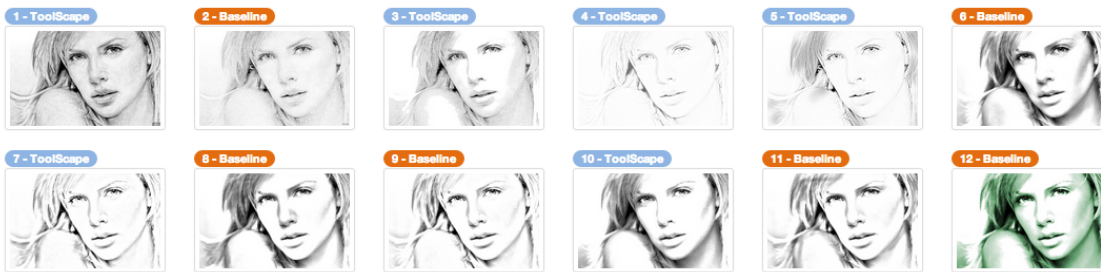 1 - ToolScape
2 - Baseline
3 - ToolScape
4 - ToolScape
5 - ToolScape
6 - Baseline
7 - ToolScape
8 - Baseline
9 - Baseline
10 - ToolScape
11 - Baseline
12 - Baseline